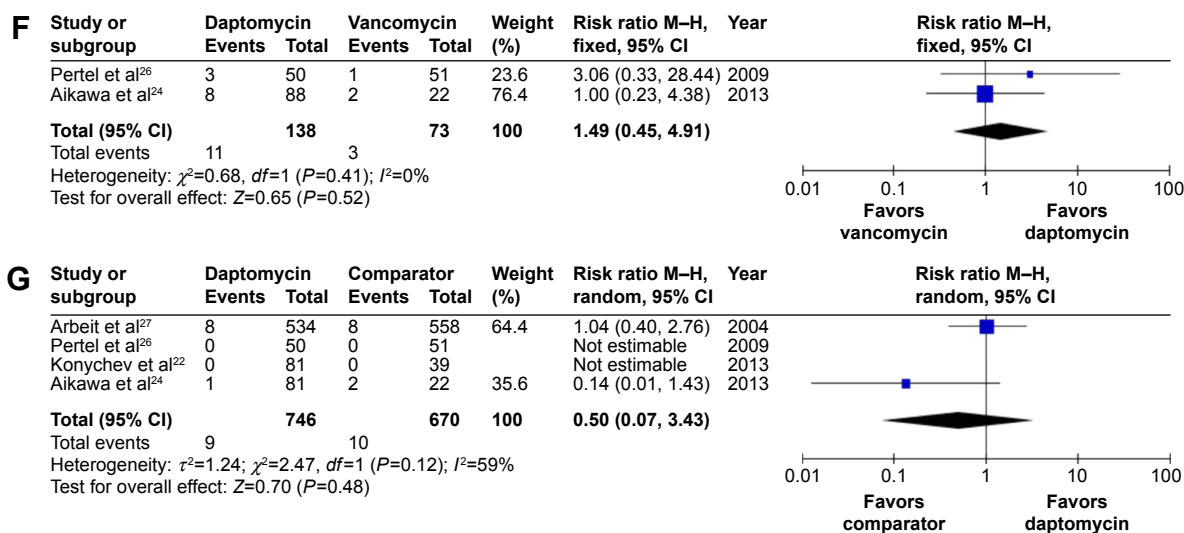 F
Study or subgroup Daptomycin Vancomycin Weight (%) Risk ratio M–H, fixed, 95% CI Year Risk ratio M–H, fixed, 95% CI
Events Total Events Total
Pertel et al26 3 50 1 51 23.6 3.06 (0.33, 28.44) 2009
Aikawa et al24 8 88 2 22 76.4 1.00 (0.23, 4.38) 2013
Total (95% CI) 138 73 100 1.49 (0.45, 4.91)
Total events 11 3
Heterogeneity: χ2=0.68, df=1 (P=0.41); I2=0%
Test for overall effect: Z=0.65 (P=0.52)
0.01 0.1 1 10 100
Favors vancomycin Favors daptomycin
G
Study or subgroup Daptomycin Comparator Weight (%) Risk ratio M–H, random, 95% CI Year Risk ratio M–H, random, 95% CI
Events Total Events Total
Arbeit et al27 8 534 8 558 64.4 1.04 (0.40, 2.76) 2004
Pertel et al26 0 50 0 51 Not estimable 2009
Konychev et al22 0 81 0 39 Not estimable 2013
Aikawa et al24 1 81 2 22 35.6 0.14 (0.01, 1.43) 2013
Total (95% CI) 746 670 100 0.50 (0.07, 3.43)
Total events 9 10
Heterogeneity: τ2=1.24; χ2=2.47, df=1 (P=0.12); I2=59%
Test for overall effect: Z=0.70 (P=0.48)
0.01 0.1 1 10 100
Favors comparator Favors daptomycin